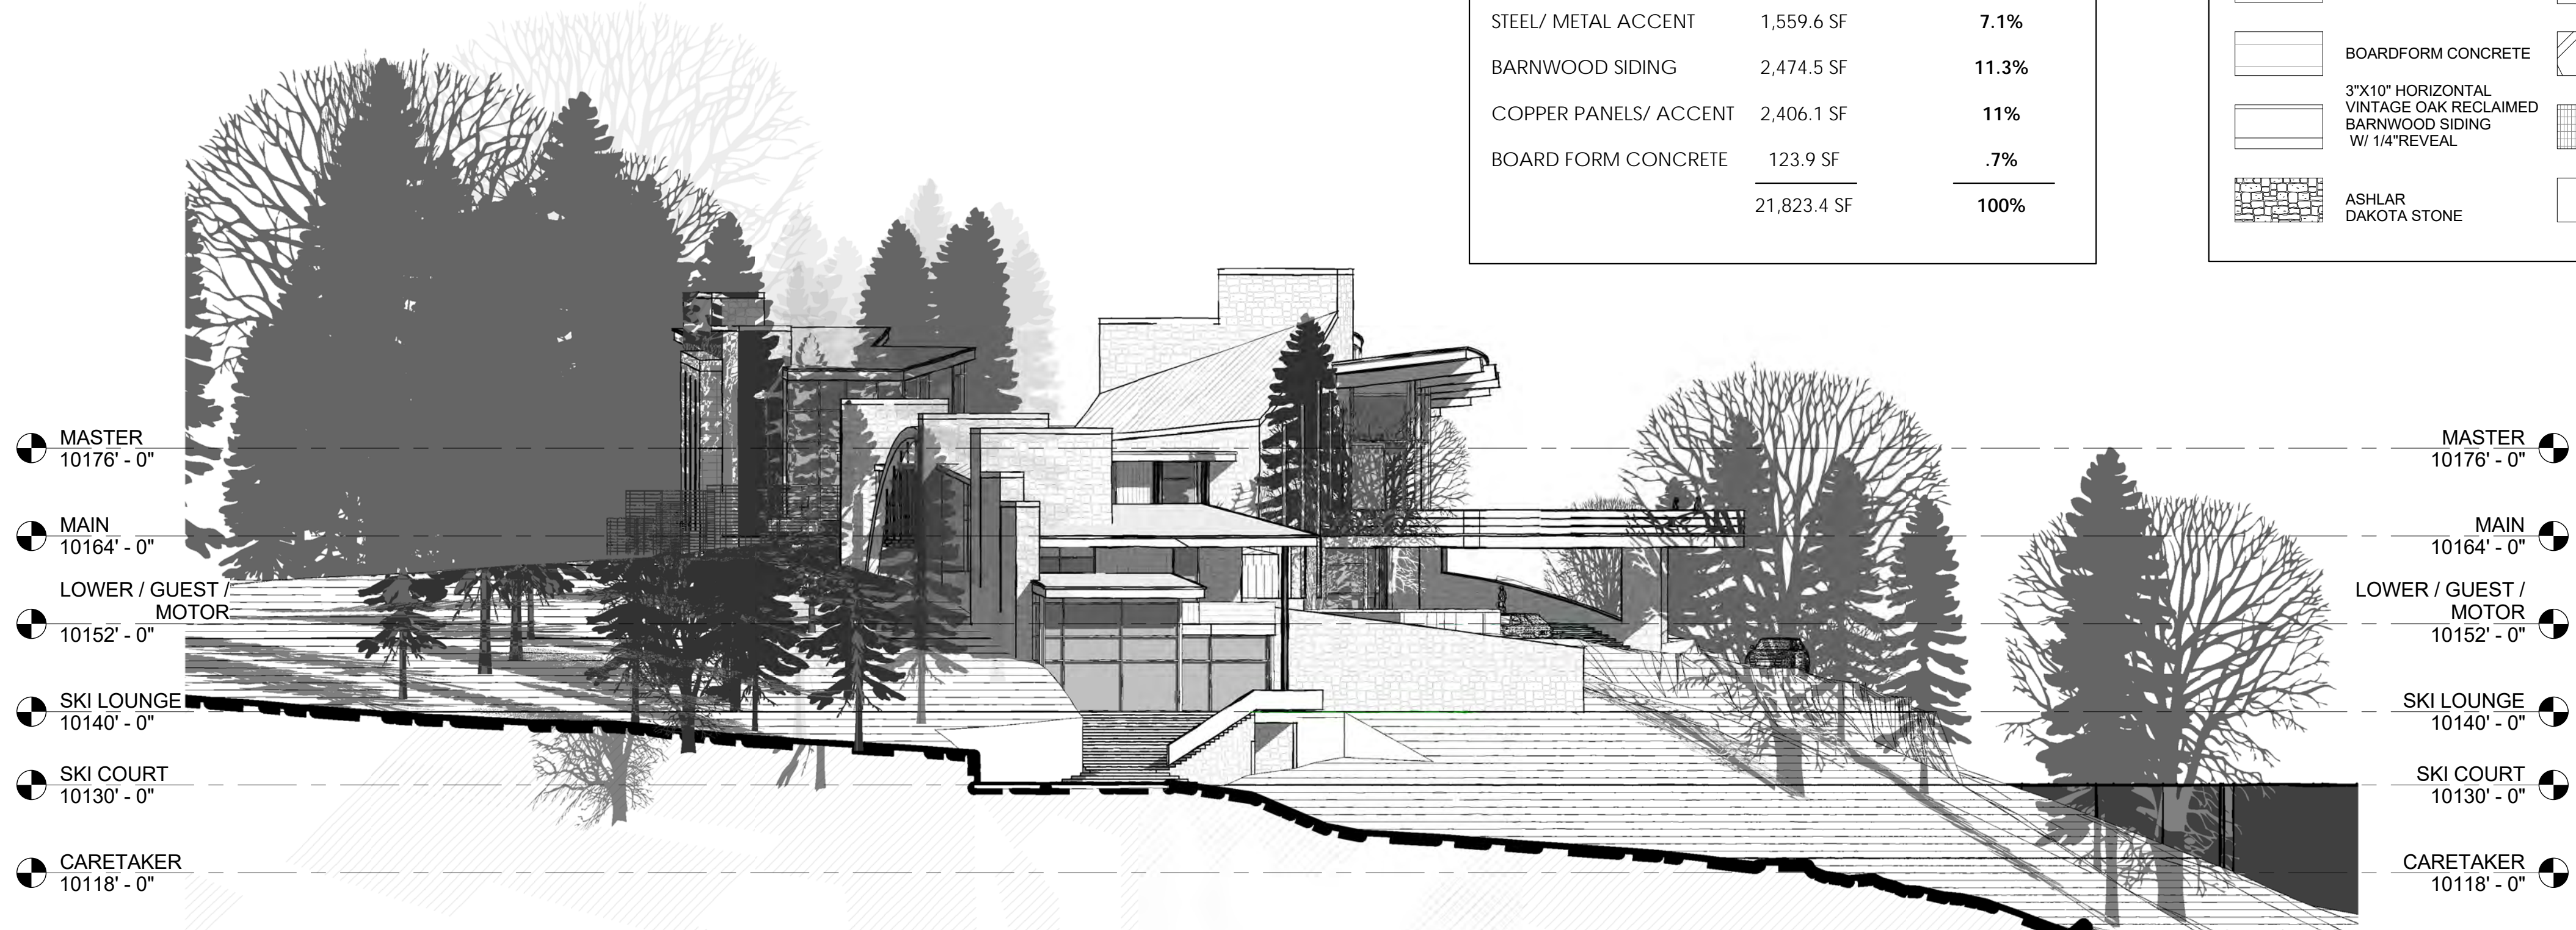 STEEL/ METAL ACCENT 1,559.6 SF 7.1%
BARNWOOD SIDING 2,474.5 SF 11.3%
COPPER PANELS/ ACCENT 2,406.1 SF 11%
BOARD FORM CONCRETE 123.9 SF .7%
21,823.4 SF 100%
BOARDFORM CONCRETE
3"X10" HORIZONTAL
VINTAGE OAK RECLAIMED
BARNWOOD SIDING
W/ 1/4"REVEAL
ASHLAR
DAKOTA STONE
MASTER
10176' - 0"
MAIN
10164' - 0"
LOWER / GUEST /
MOTOR
10152' - 0"
SKI LOUNGE
10140' - 0"
SKI COURT
10130' - 0"
CARETAKER
10118' - 0"
MASTER
10176' - 0"
MAIN
10164' - 0"
LOWER / GUEST /
MOTOR
10152' - 0"
SKI LOUNGE
10140' - 0"
SKI COURT
10130' - 0"
CARETAKER
10118' - 0"